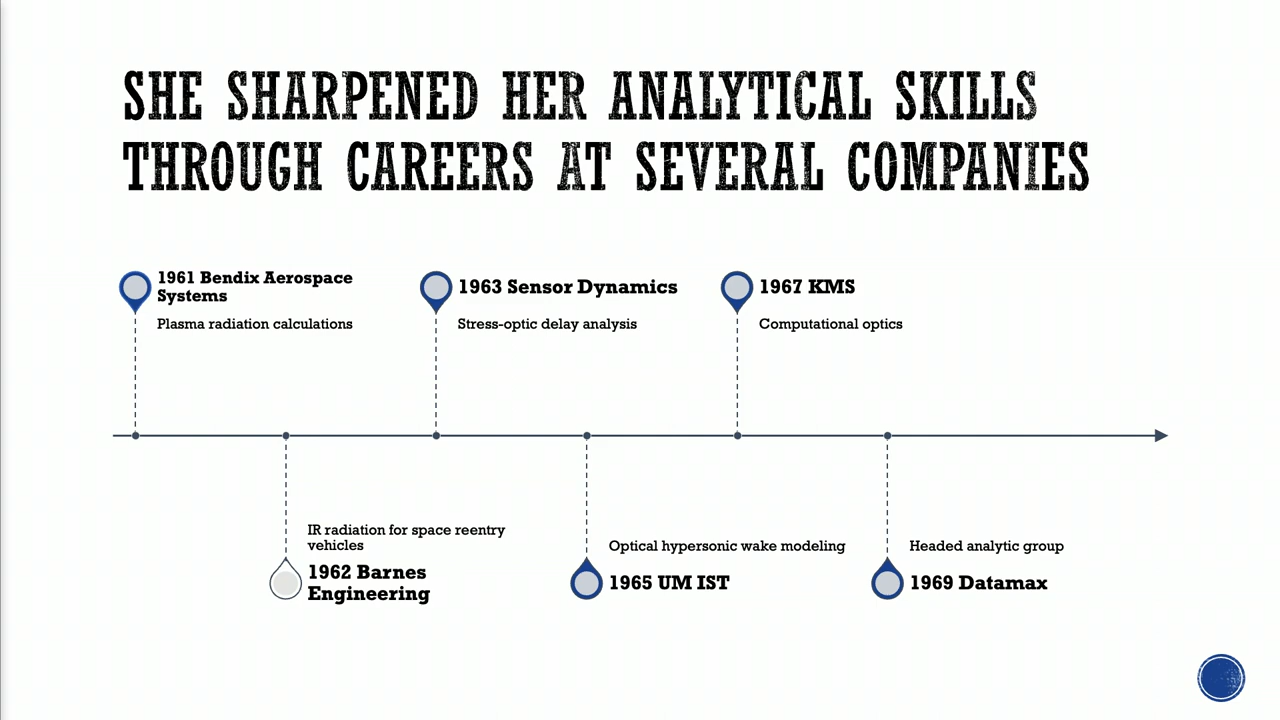 SHE SHARPENED HER ANALYTICAL SKILLS
THROUGH CAREERS AT SEVERAL COMPANIES
1961 Bendix Aerospace
Systems
Plasma radiation calculations
1963 Sensor Dynamics
Stress-optic delay analysis
1967 KMS
Computational optics
IR radiation for space reentry
vehicles
1962 Barnes
Engineering
Optical hypersonic wake modeling
1965 UM IST
Headed analytic group
1969 Datamax